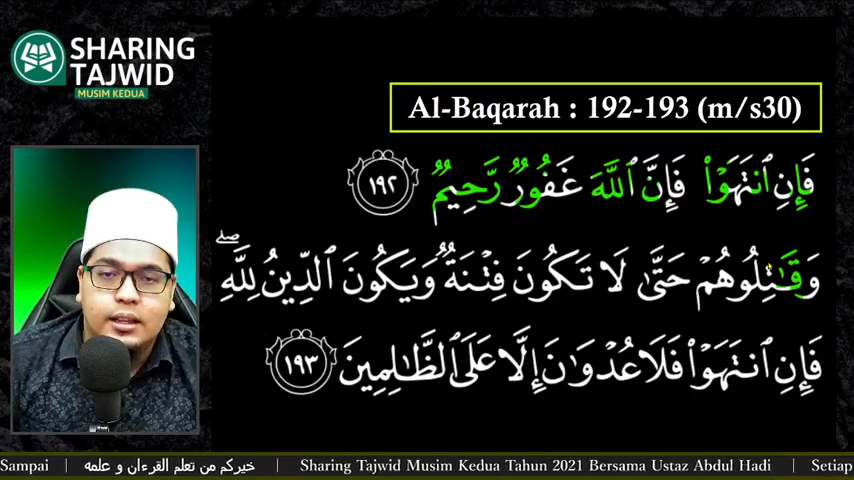 SHARING
TAJWID
MUSIM KEDUA
Al-Baqarah : 192-193 (m/s30)
فَإِنِ ٱنتَهَوْا۟ فَإِنَّ ٱللَّهَ غَفُورٌ رَّحِيمٌ ١٩٢
وَقَـٰتِلُوهُمْ حَتَّىٰ لَا تَكُونَ فِتْنَةٌ وَيَكُونَ ٱلدِّينُ لِلَّهِ ۖ
فَإِنِ ٱنتَهَوْا۟ فَلَا عُدْوَٰنَ إِلَّا عَلَى ٱلظَّـٰلِمِينَ ١٩٣
Sampai | خيركم من تعلم القرءان و علمه | Sharing Tajwid Musim Kedua Tahun 2021 Bersama Ustaz Abdul Hadi | Setiap